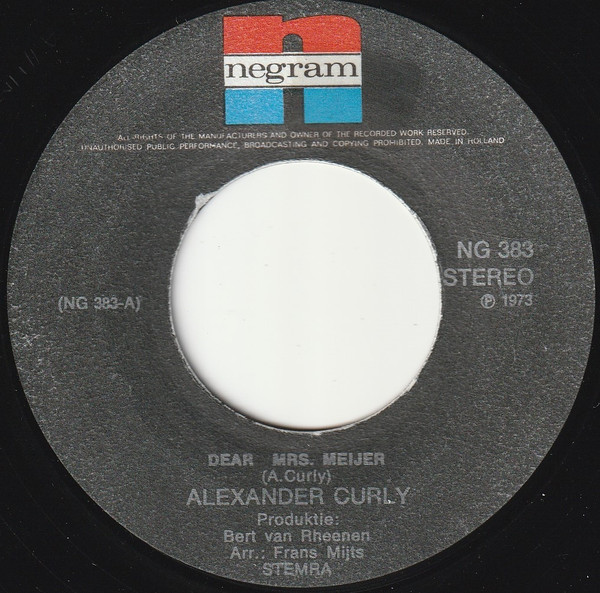 negram
ALL RIGHTS OF THE MANUFACTURERS AND OWNER OF THE RECORDED WORK RESERVED.
UNAUTHORISED PUBLIC PERFORMANCE, BROADCASTING AND COPYING PROHIBITED. MADE IN HOLLAND
NG 383
STEREO
(NG 383-A)
℗ 1973
DEAR MRS. MEIJER
(A.Curly)
ALEXANDER CURLY
Produktie:
Bert van Rheenen
Arr.: Frans Mijts
STEMRA